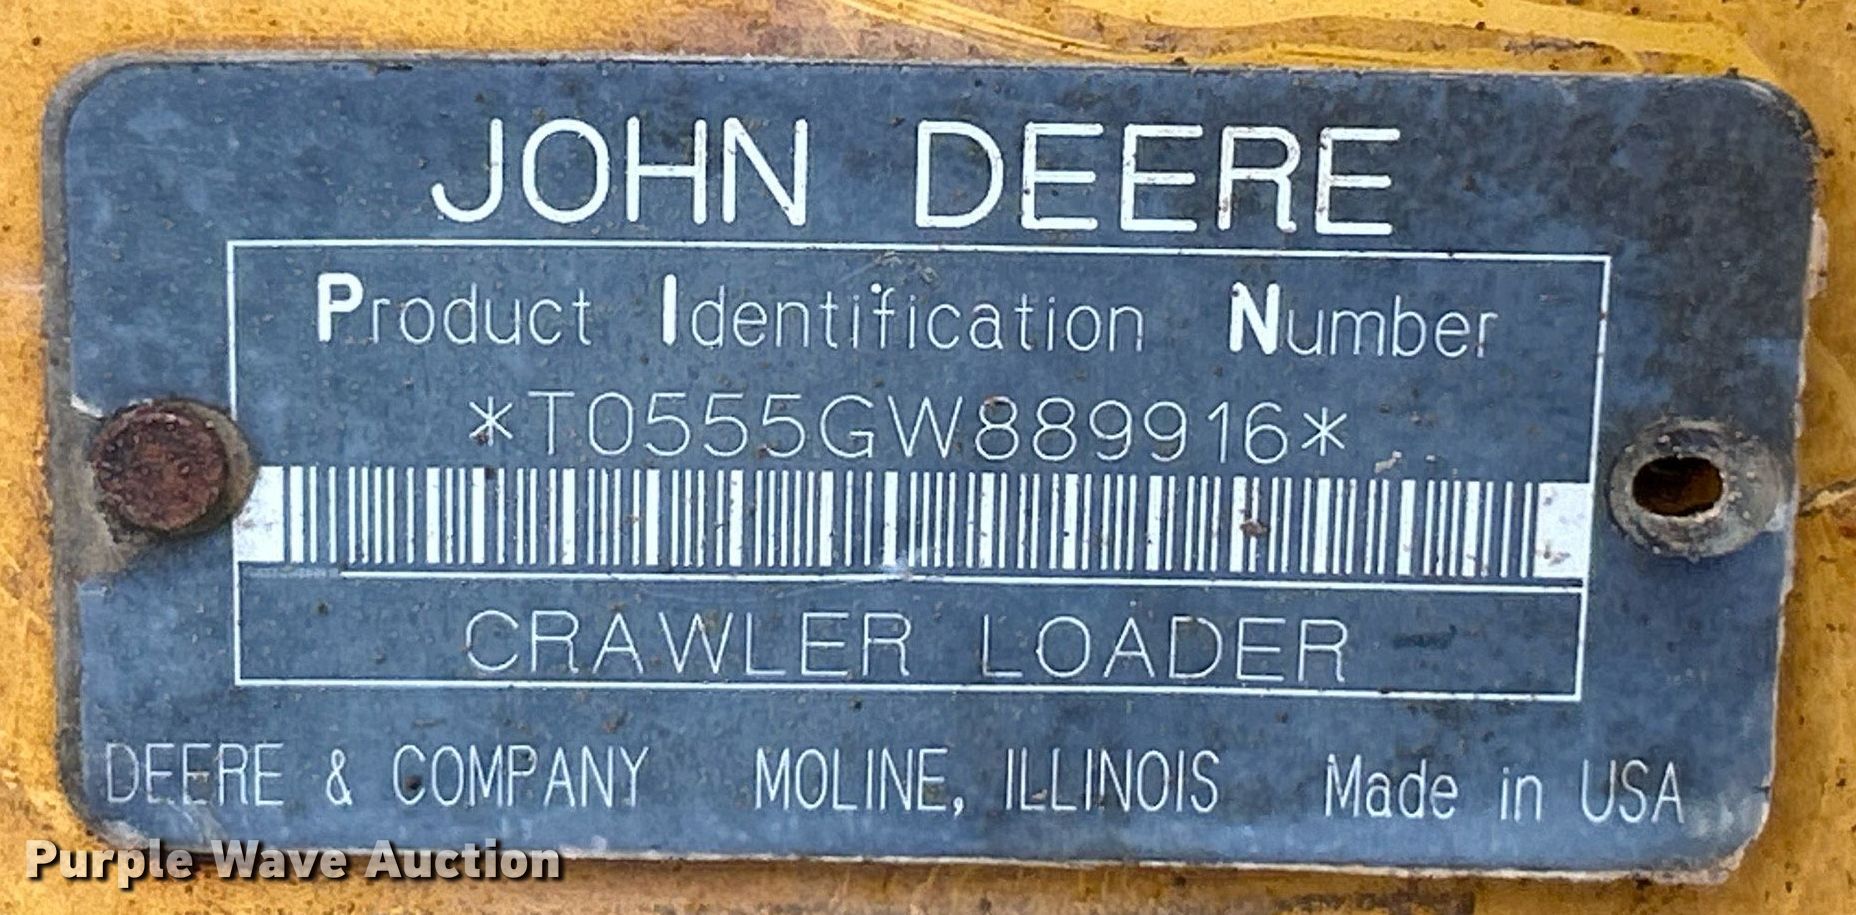 JOHN DEERE
Product Identification Number
*T0555GW889916*
CRAWLER LOADER
DEERE & COMPANY MOLINE, ILLINOIS Made in USA
Purple Wave Auction